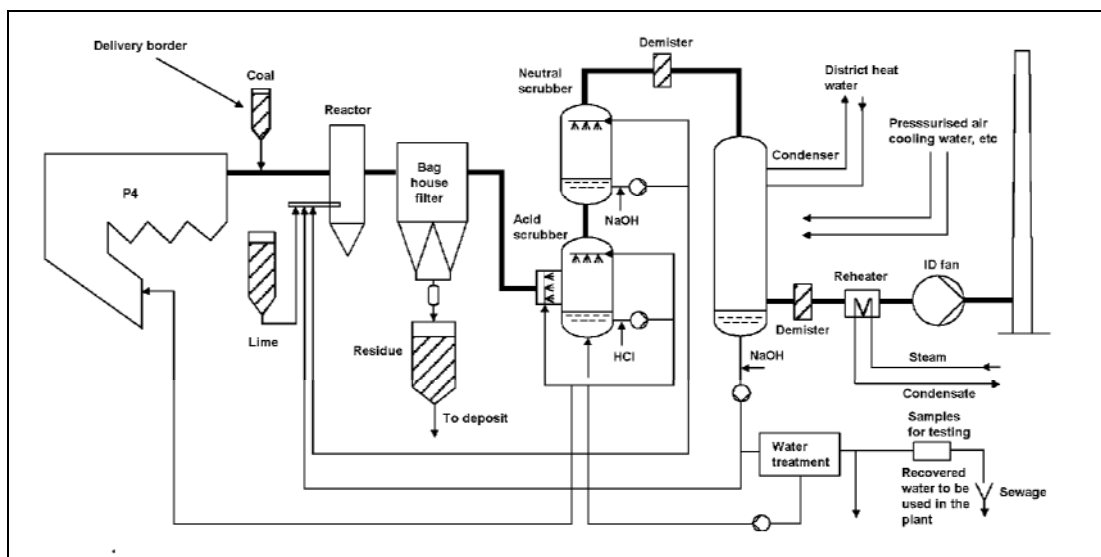 Delivery border
Coal
Reactor
P4
Lime
Bag
house
filter
Residue
To deposit
Acid
scrubber
Neutral
scrubber
Demister
NaOH
HCl
Condenser
District heat
water
Presssurised air
cooling water, etc
ID fan
Reheater
Demister
NaOH
Steam
Condensate
Water
treatment
Samples
for testing
Recovered
water to be
used in the
plant
Sewage